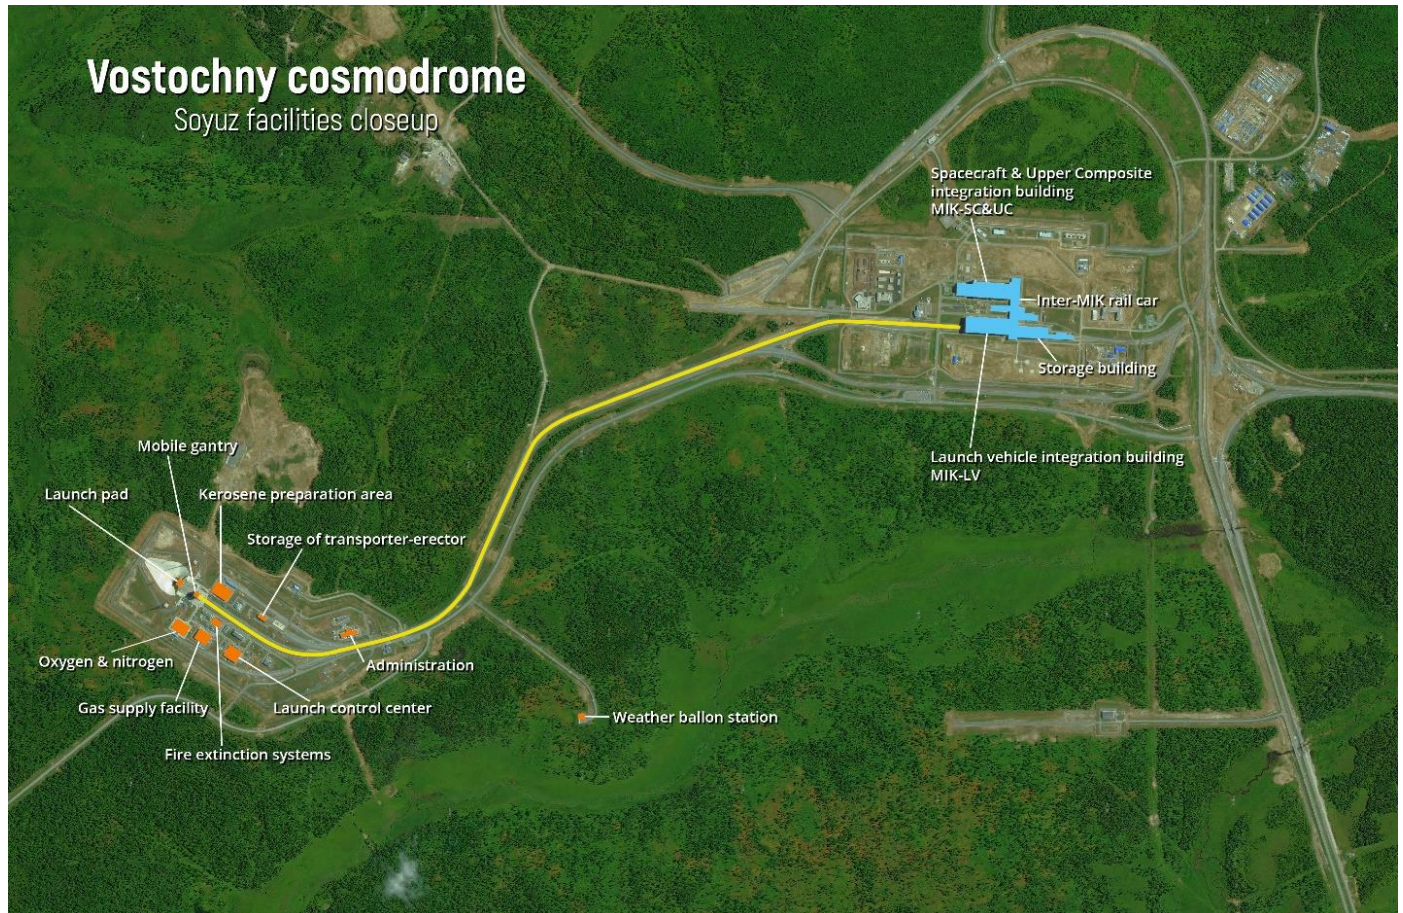 Vostochny cosmodrome
Soyuz facilities closeup
Spacecraft & Upper Composite
integration building
MIK-SC&UC
Inter-MIK rail car
Storage building
Launch vehicle integration building
MIK-LV
Mobile gantry
Launch pad
Kerosene preparation area
Storage of transporter-erector
Oxygen & nitrogen
Administration
Gas supply facility
Launch control center
Weather ballon station
Fire extinction systems